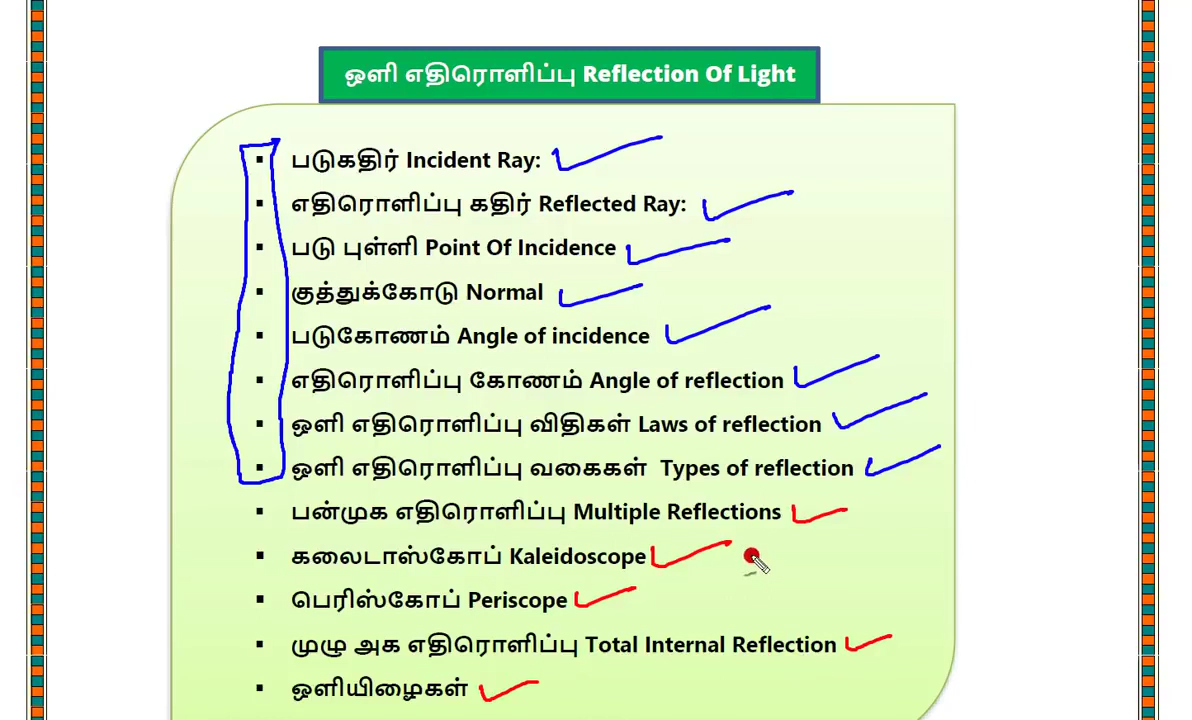 ஒளி எதிரொளிப்பு Reflection Of Light
படுகதிர் Incident Ray:
எதிரொளிப்பு கதிர் Reflected Ray:
படு புள்ளி Point Of Incidence
குத்துக்கோடு Normal
படுகோணம் Angle of incidence
எதிரொளிப்பு கோணம் Angle of reflection
ஒளி எதிரொளிப்பு விதிகள் Laws of reflection
ஒளி எதிரொளிப்பு வகைகள் Types of reflection
பன்முக எதிரொளிப்பு Multiple Reflections
கலைடாஸ்கோப் Kaleidoscope
பெரிஸ்கோப் Periscope
முழு அக எதிரொளிப்பு Total Internal Reflection
ஒளியிழைகள்